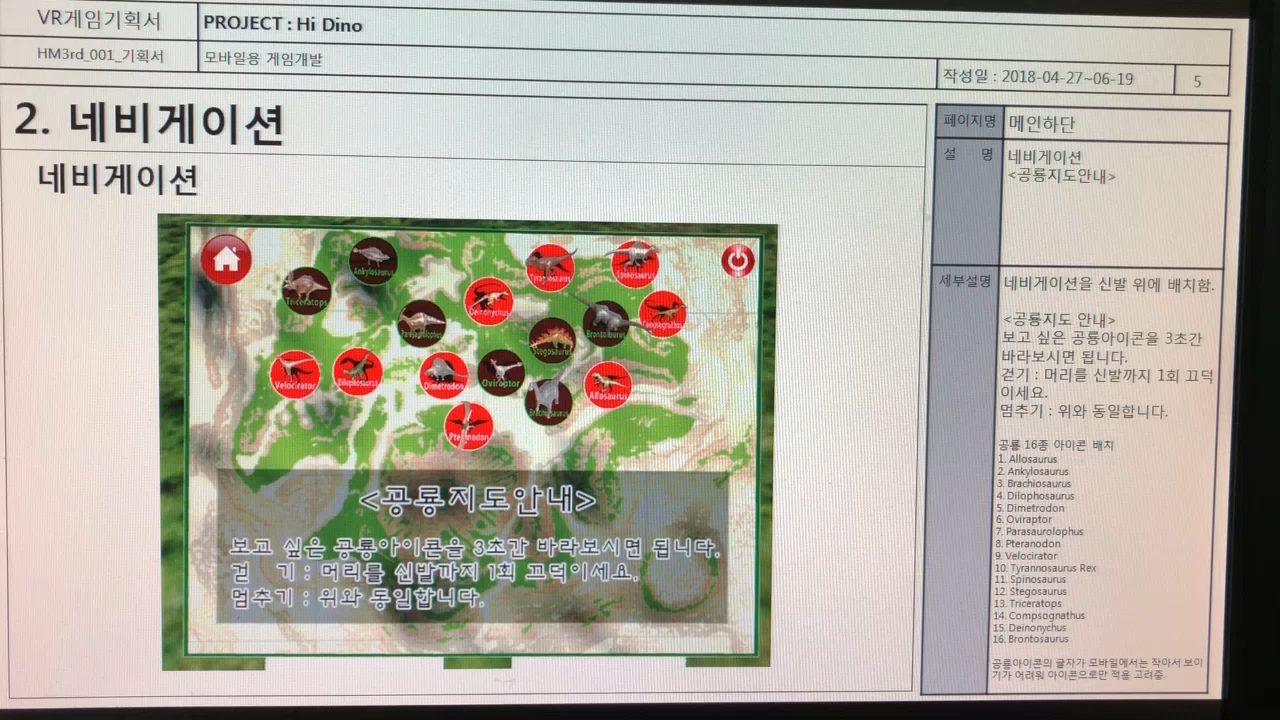 VR게임기획서
PROJECT : Hi Dino
HM3rd_001_기획서
모바일용 게임개발
작성일 : 2018-04-27~06-19
5
2. 네비게이션
네비게이션
Ankylosaurus
Triceratops
Spinosaurus
Deinonychus
Parasaurolophus
Brontosaurus
Stegosaurus
Velocirator
Dilophosaurus
Dimetrodon
Oviraptor
Allosaurus
Brachiosaurus
Pteranodon
<공룡지도안내>
보고 싶은 공룡아이콘을 3초간 바라보시면 됩니다.
걷 기 : 머리를 신발까지 1회 끄덕이세요.
멈추기 : 위와 동일합니다.
페이지명
메인하단
설 명
네비게이션
<공룡지도안내>
세부설명
네비게이션을 신발 위에 배치함.
<공룡지도 안내>
보고 싶은 공룡아이콘을 3초간
바라보시면 됩니다.
걷기 : 머리를 신발까지 1회 끄덕
이세요.
멈추기 : 위와 동일합니다.
공룡 16종 아이콘 배치
1. Allosaurus
2. Ankylosaurus
3. Brachiosaurus
4. Dilophosaurus
5. Dimetrodon
6. Oviraptor
7. Parasaurolophus
8. Pteranodon
9. Velocirator
10. Tyrannosaurus Rex
11. Spinosaurus
12. Stegosaurus
13. Triceratops
14. Compsognathus
15. Deinonychus
16. Brontosaurus
공룡아이콘의 글자가 모바일에서는 작아서 보이
기가 어려워 아이콘으로만 적용 고려중.